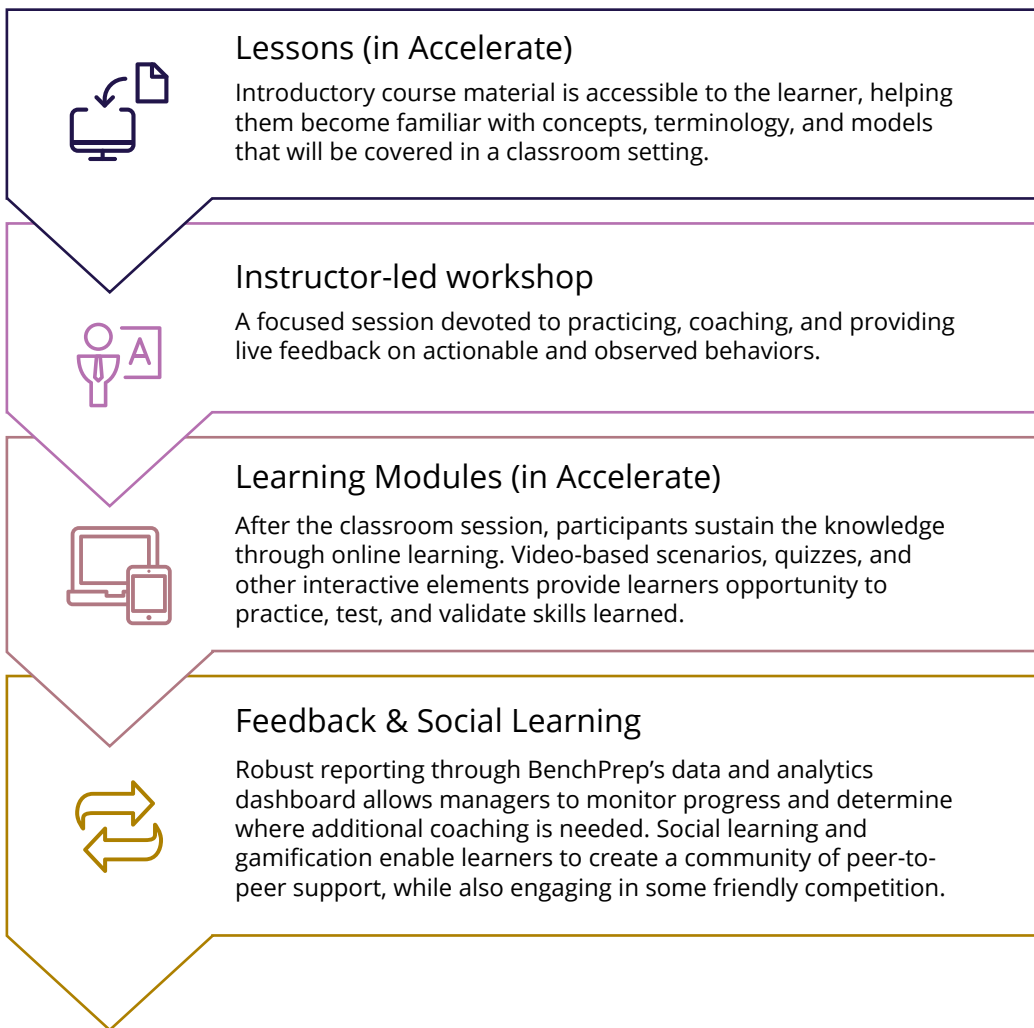 Lessons (in Accelerate)
Introductory course material is accessible to the learner, helping
them become familiar with concepts, terminology, and models
that will be covered in a classroom setting.
Instructor-led workshop
A focused session devoted to practicing, coaching, and providing
live feedback on actionable and observed behaviors.
A
Learning Modules (in Accelerate)
After the classroom session, participants sustain the knowledge
through online learning. Video-based scenarios, quizzes, and
other interactive elements provide learners opportunity to
practice, test, and validate skills learned.
Feedback & Social Learning
Robust reporting through BenchPrep’s data and analytics
dashboard allows managers to monitor progress and determine
where additional coaching is needed. Social learning and
gamification enable learners to create a community of peer-to-
peer support, while also engaging in some friendly competition.